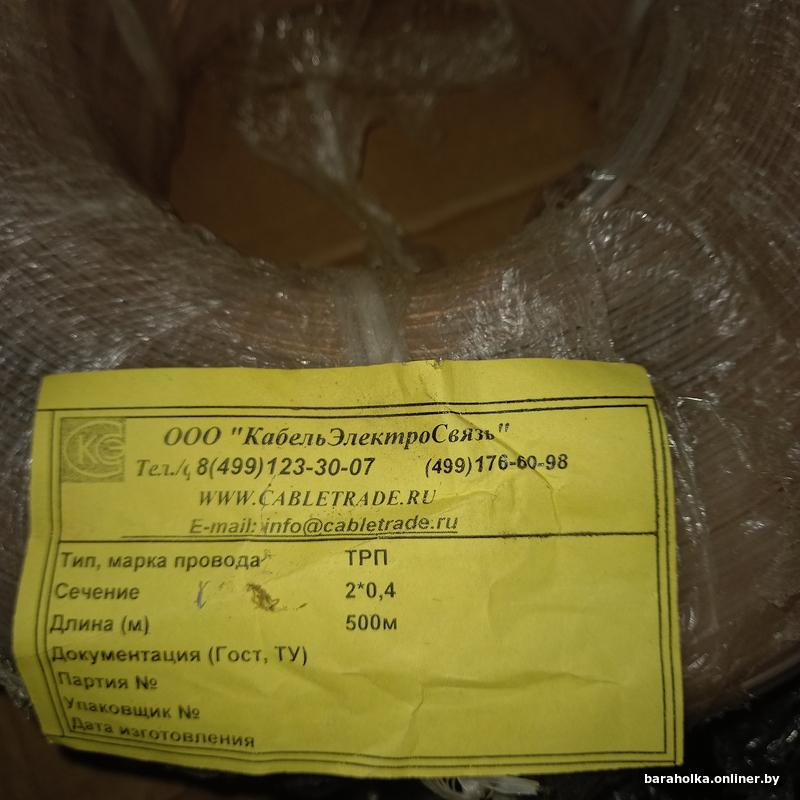 КЭС
ООО "КабельЭлектроСвязь"
Тел./ 8(499)123-30-07 (499)176-60-98
WWW.CABLETRADE.RU
E-mail: info@cabletrade.ru
Тип, марка провода ТРП
Сечение 2*0,4
Длина (м) 500м
Документация (Гост, ТУ)
Партия №
Упаковщик №
Дата изготовления
baraholka.onliner.by